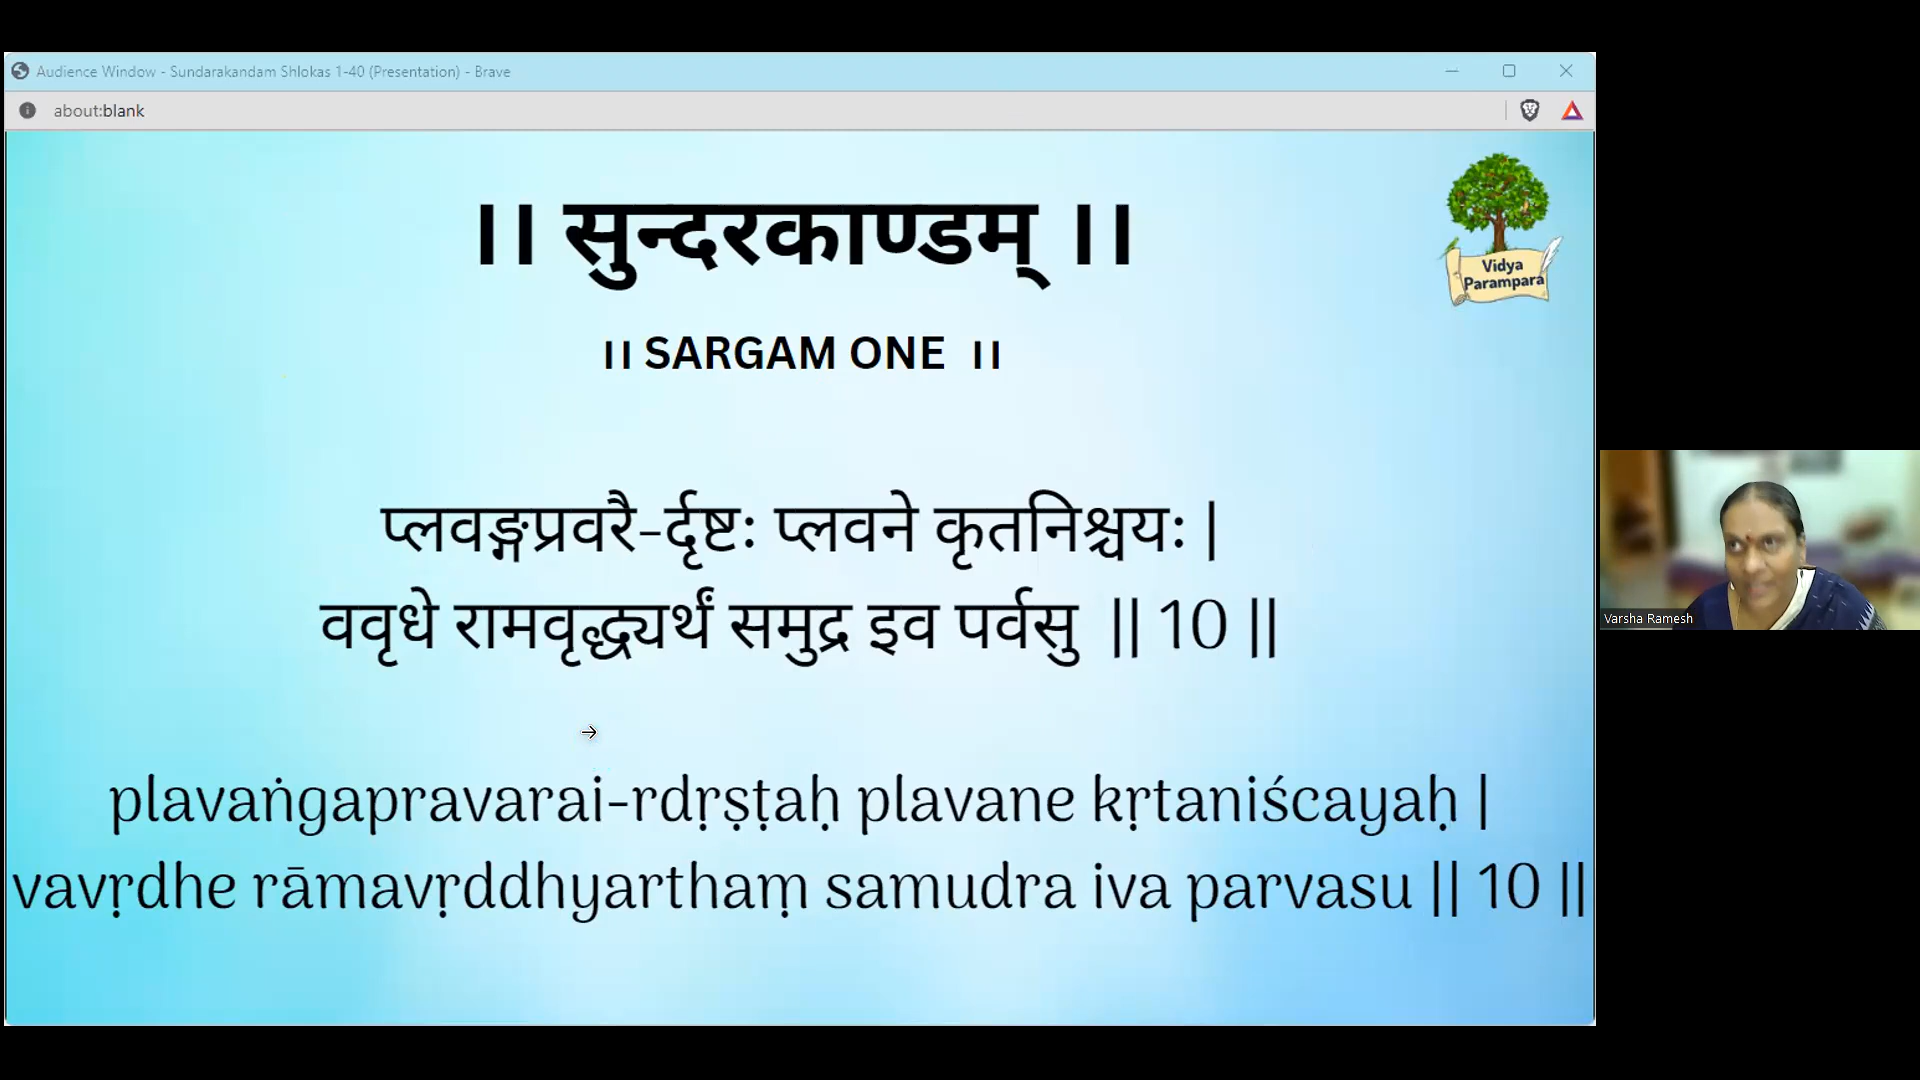 Audience Window - Sundarakandam Shlokas 1-40 (Presentation) - Brave
about:blank
।। सुन्दरकाण्डम् ।।
Vidya
Parampara
।। SARGAM ONE ।।
प्लवङ्गप्रवरै-र्दृष्टः प्लवने कृतनिश्चयः |
ववृधे रामवृद्ध्यर्थं समुद्र इव पर्वसु || 10 ||
Varsha Ramesh
plavaṅgapravarai-rdṛṣṭaḥ plavane kṛtaniścayaḥ |
vavṛdhe rāmavṛddhyarthaṃ samudra iva parvasu || 10 ||